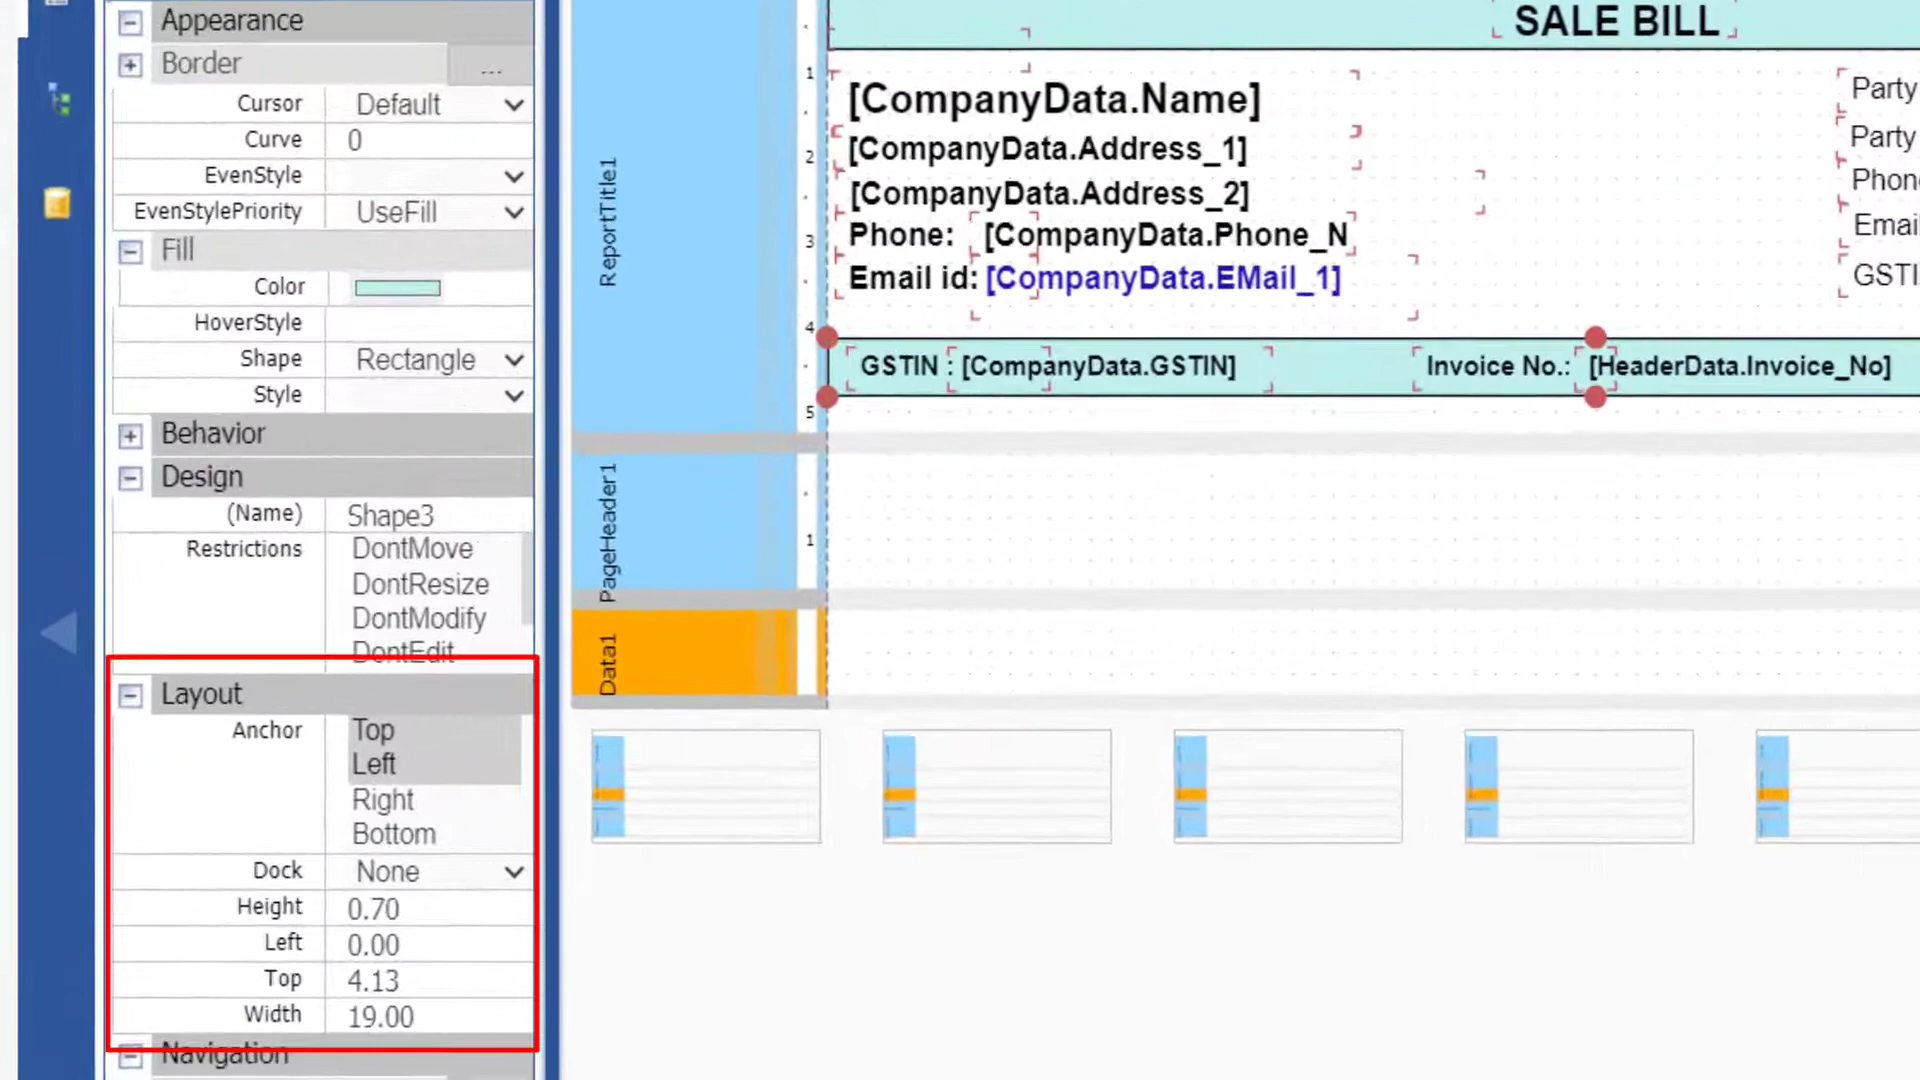 Appearance
Border ...
Cursor Default
Curve 0
EvenStyle
EvenStylePriority UseFill
Fill
Color
HoverStyle
Shape Rectangle
Style
Behavior
Design
(Name) Shape3
Restrictions DontMove
DontResize
DontModify
DontEdit
Layout
Anchor Top
Left
Right
Bottom
Dock None
Height 0.70
Left 0.00
Top 4.13
Width 19.00
Navigation
ReportTitle1
PageHeader1
Data1
1
2
3
4
5
1
SALE BILL
[CompanyData.Name]
[CompanyData.Address_1]
[CompanyData.Address_2]
Phone: [CompanyData.Phone_N
Email id: [CompanyData.EMail_1]
Party
Party
Phone
Email
GSTI
GSTIN : [CompanyData.GSTIN] Invoice No.: [HeaderData.Invoice_No]